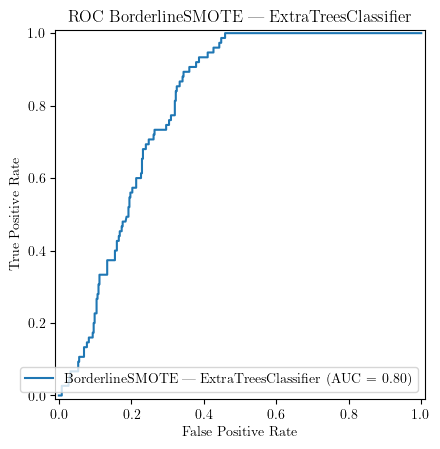 ROC BorderlineSMOTE — ExtraTreesClassifier
1.0
0.8
0.6
0.4
0.2
0.0
True Positive Rate
BorderlineSMOTE — ExtraTreesClassifier (AUC = 0.80)
0.0 0.2 0.4 0.6 0.8 1.0
False Positive Rate